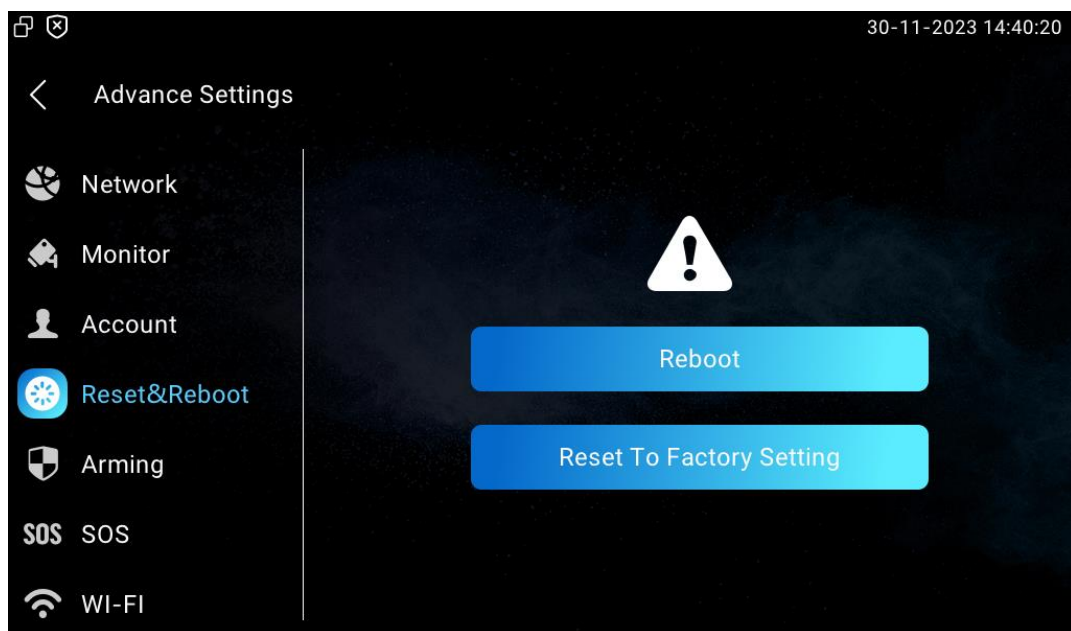 30-11-2023 14:40:20
Advance Settings
Network
Monitor
Account
Reset&Reboot
Arming
SOS SOS
WI-FI
Reboot
Reset To Factory Setting